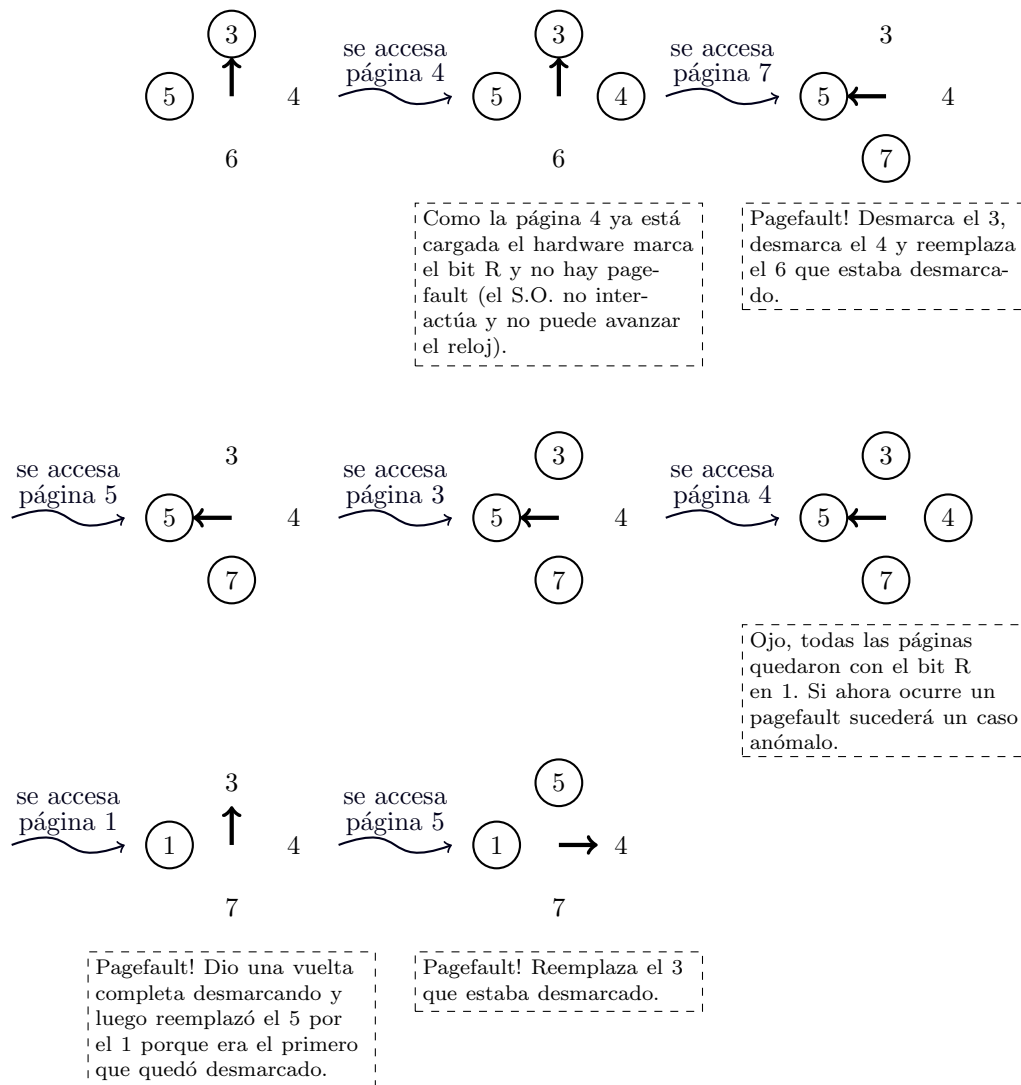 3
5
4
6
se accesa
página 4
3
5
4
6
se accesa
página 7
3
5
4
7
Como la página 4 ya está
cargada el hardware marca
el bit R y no hay page-
fault (el S.O. no inter-
actúa y no puede avanzar
el reloj).
Pagefault! Desmarca el 3,
desmarca el 4 y reemplaza
el 6 que estaba desmarca-
do.
se accesa
página 5
3
5
4
7
se accesa
página 3
3
5
4
7
se accesa
página 4
3
5
4
7
Ojo, todas las páginas
quedaron con el bit R
en 1. Si ahora ocurre un
pagefault sucederá un caso
anómalo.
se accesa
página 1
3
1
4
7
se accesa
página 5
5
1
4
7
Pagefault! Dio una vuelta
completa desmarcando y
luego reemplazó el 5 por
el 1 porque era el primero
que quedó desmarcado.
Pagefault! Reemplaza el 3
que estaba desmarcado.